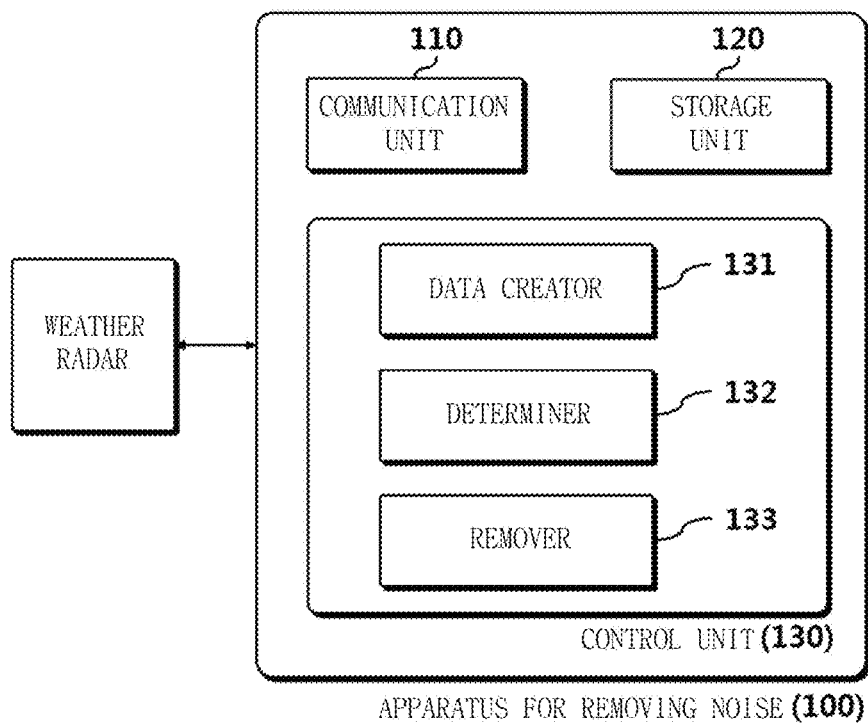 110
120
COMMUNICATION
UNIT
STORAGE
UNIT
WEATHER
RADAR
DATA CREATOR
131
DETERMINER
132
REMOVER
133
CONTROL UNIT (130)
APPARATUS FOR REMOVING NOISE (100)